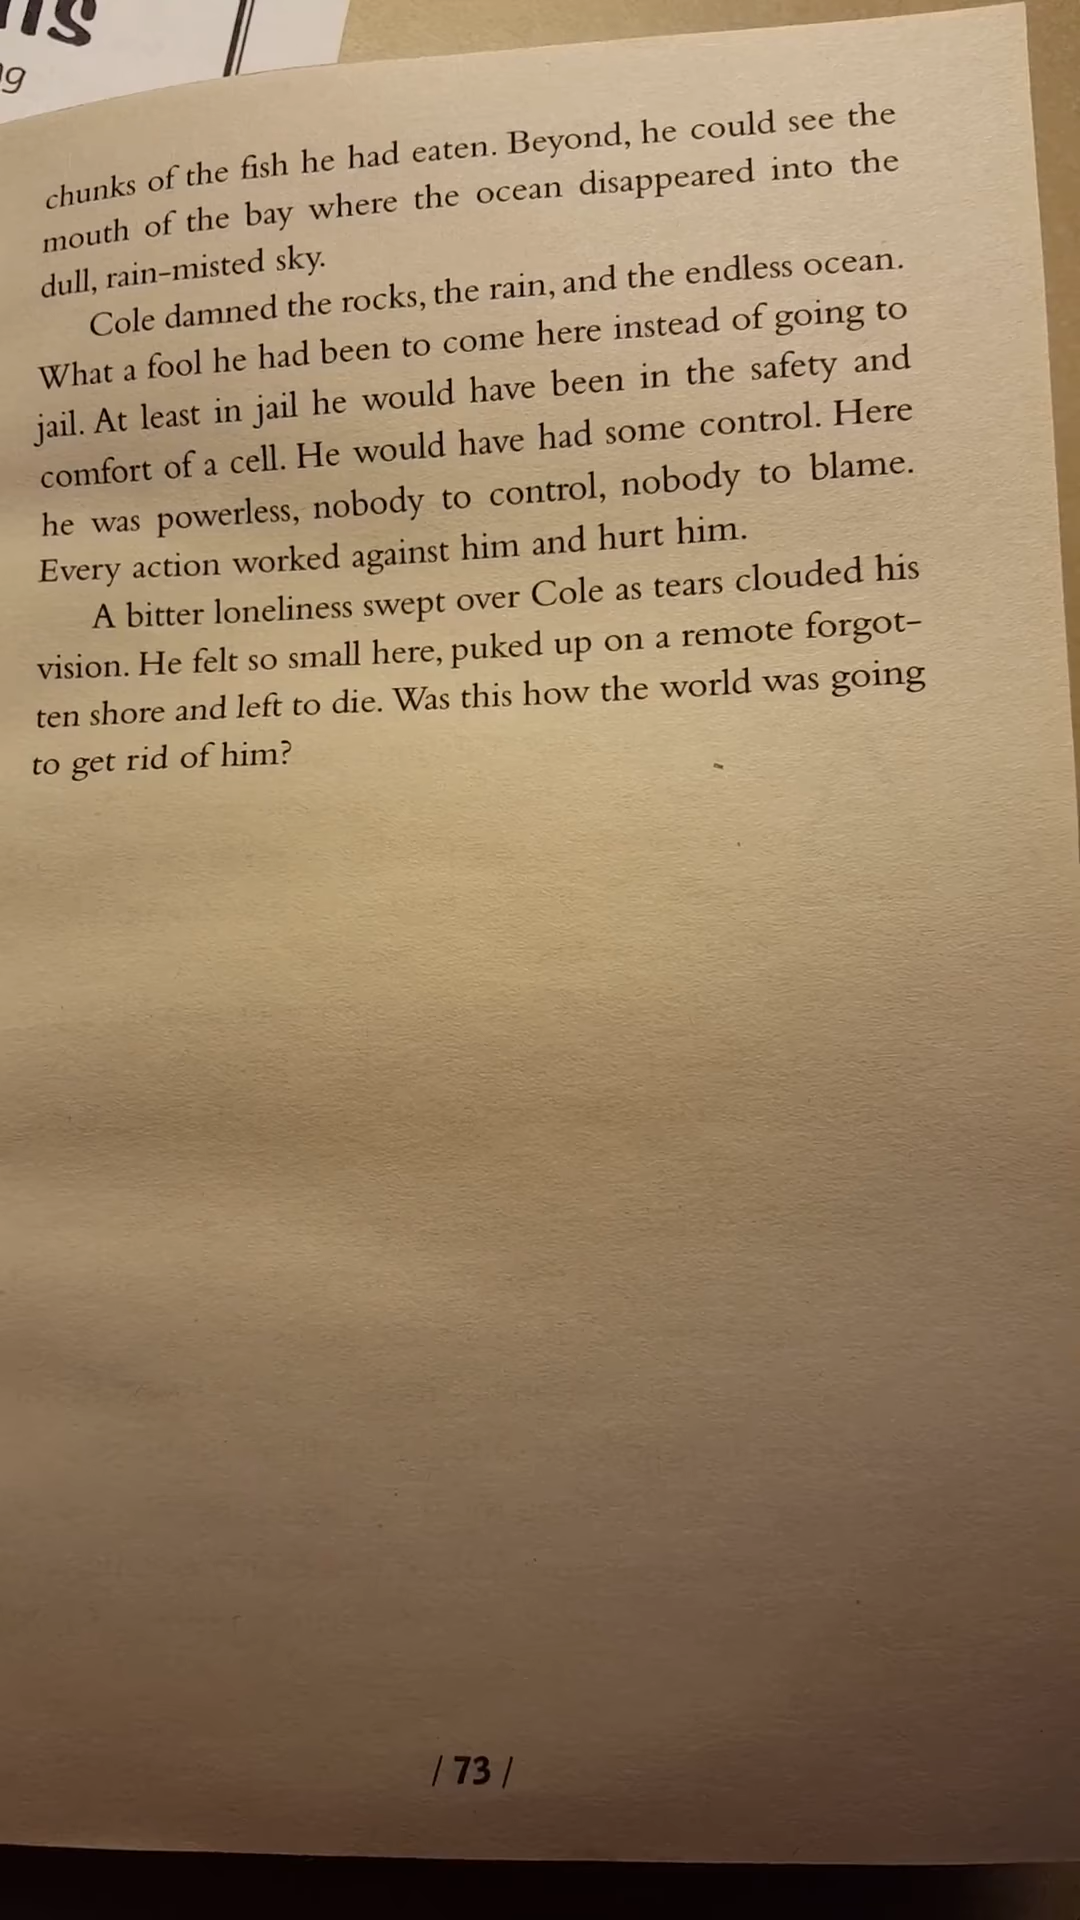 chunks of the fish he had eaten. Beyond, he could see the
mouth of the bay where the ocean disappeared into the
dull, rain-misted sky.
Cole damned the rocks, the rain, and the endless ocean.
What a fool he had been to come here instead of going to
jail. At least in jail he would have been in the safety and
comfort of a cell. He would have had some control. Here
he was powerless, nobody to control, nobody to blame.
Every action worked against him and hurt him.
A bitter loneliness swept over Cole as tears clouded his
vision. He felt so small here, puked up on a remote forgot-
ten shore and left to die. Was this how the world was going
to get rid of him?
/ 73 /